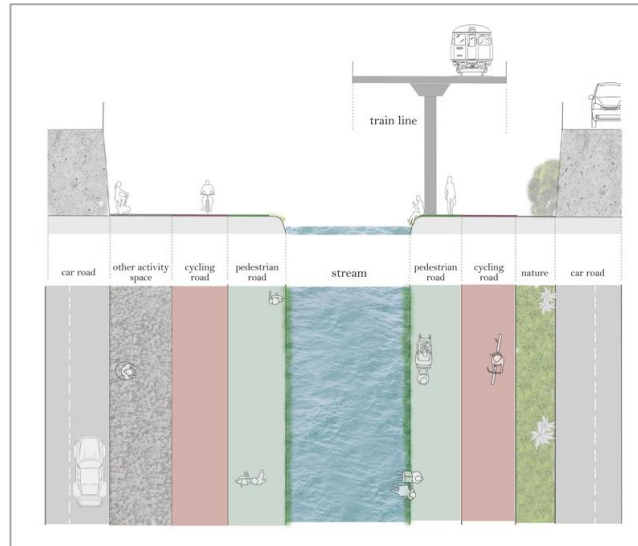 train line
car road
other activity
space
cycling
road
pedestrian
road
stream
pedestrian
road
cycling
road
nature
car road